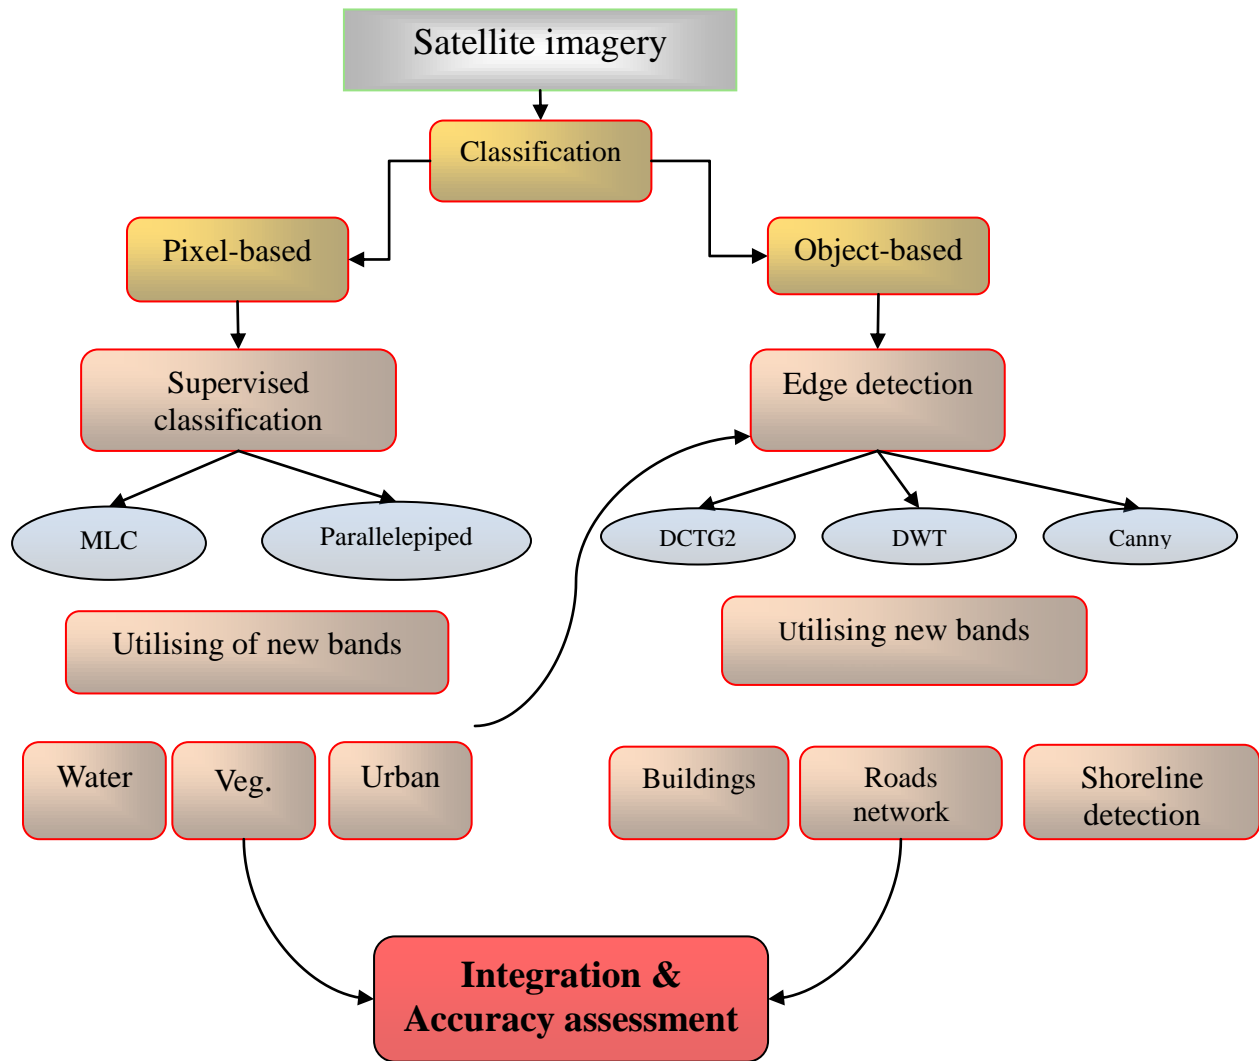 Satellite imagery
Classification
Pixel-based
Object-based
Supervised
classification
Edge detection
MLC
Parallelepiped
DCTG2
DWT
Canny
Utilising of new bands
Utilising new bands
Water
Veg.
Urban
Buildings
Roads
network
Shoreline
detection
Integration &
Accuracy assessment